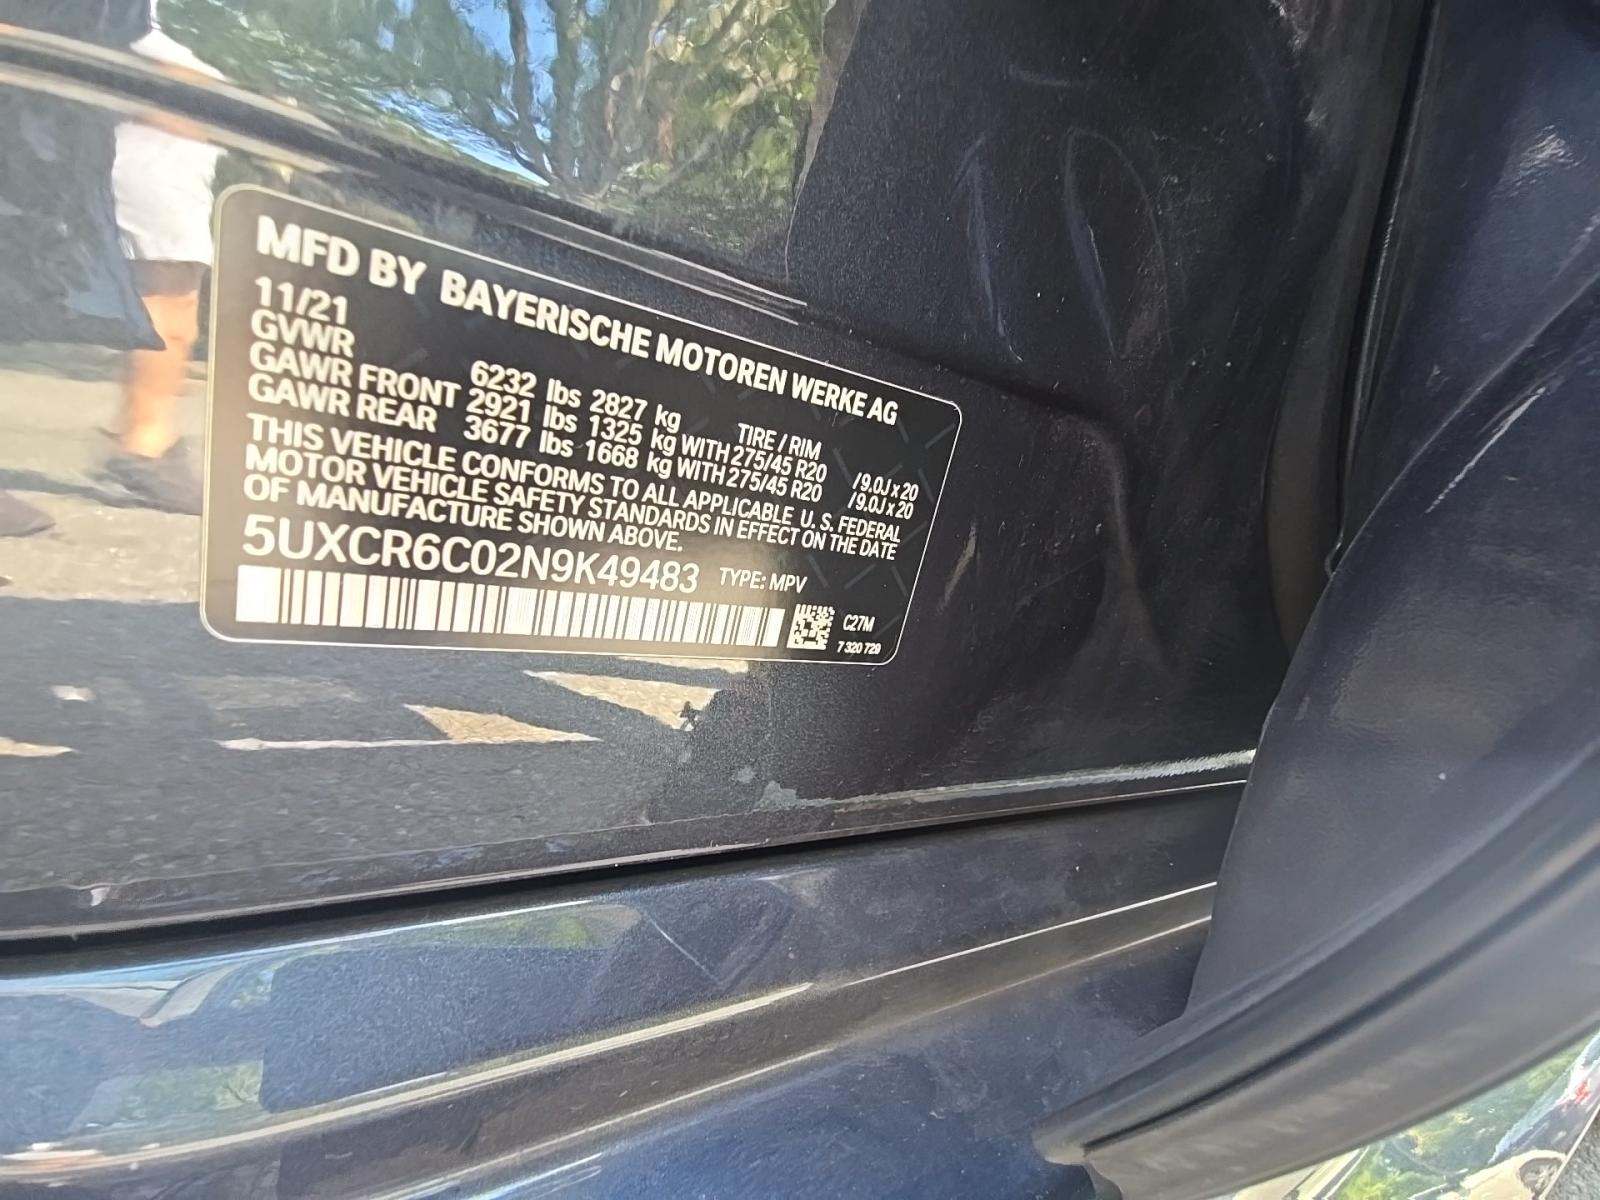 MFD BY BAYERISCHE MOTOREN WERKE AG
11/21
GVWR 6232 lbs 2827 kg TIRE / RIM
GAWR FRONT 2921 lbs 1325 kg WITH 275/45 R20 /9.0J x 20
GAWR REAR 3677 lbs 1668 kg WITH 275/45 R20 /9.0J x 20
THIS VEHICLE CONFORMS TO ALL APPLICABLE U. S. FEDERAL
MOTOR VEHICLE SAFETY STANDARDS IN EFFECT ON THE DATE
OF MANUFACTURE SHOWN ABOVE.
5UXCR6C02N9K49483 TYPE: MPV
C27M
7 320 729